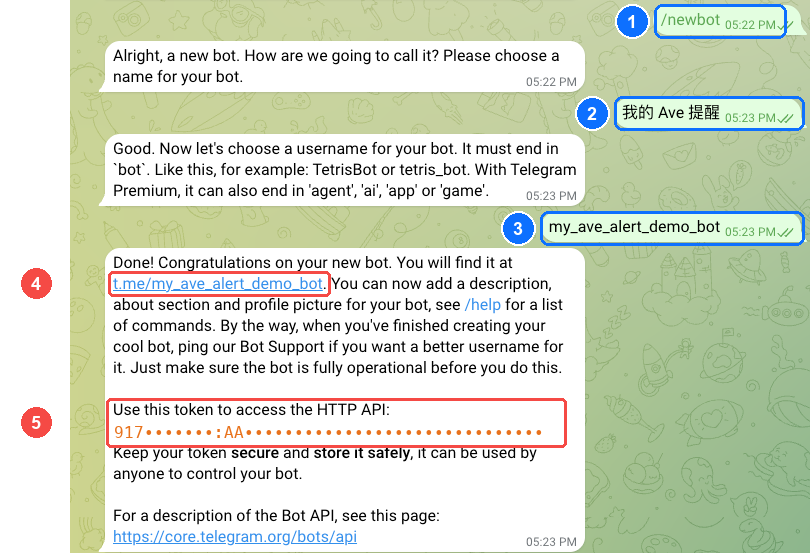 1
/newbot 05:22 PM
Alright, a new bot. How are we going to call it? Please choose a
name for your bot.
05:22 PM
2
我的 Ave 提醒 05:23 PM
Good. Now let's choose a username for your bot. It must end in
`bot`. Like this, for example: TetrisBot or tetris_bot. With Telegram
Premium, it can also end in 'agent', 'ai', 'app' or 'game'.
05:23 PM
3
my_ave_alert_demo_bot 05:23 PM
Done! Congratulations on your new bot. You will find it at
4
t.me/my_ave_alert_demo_bot. You can now add a description,
about section and profile picture for your bot, see /help for a list
of commands. By the way, when you've finished creating your
cool bot, ping our Bot Support if you want a better username for
it. Just make sure the bot is fully operational before you do this.
Use this token to access the HTTP API:
5
917•••••••:AA••••••••••••••••••••••••••••••
Keep your token secure and store it safely, it can be used by
anyone to control your bot.
For a description of the Bot API, see this page:
https://core.telegram.org/bots/api
05:23 PM